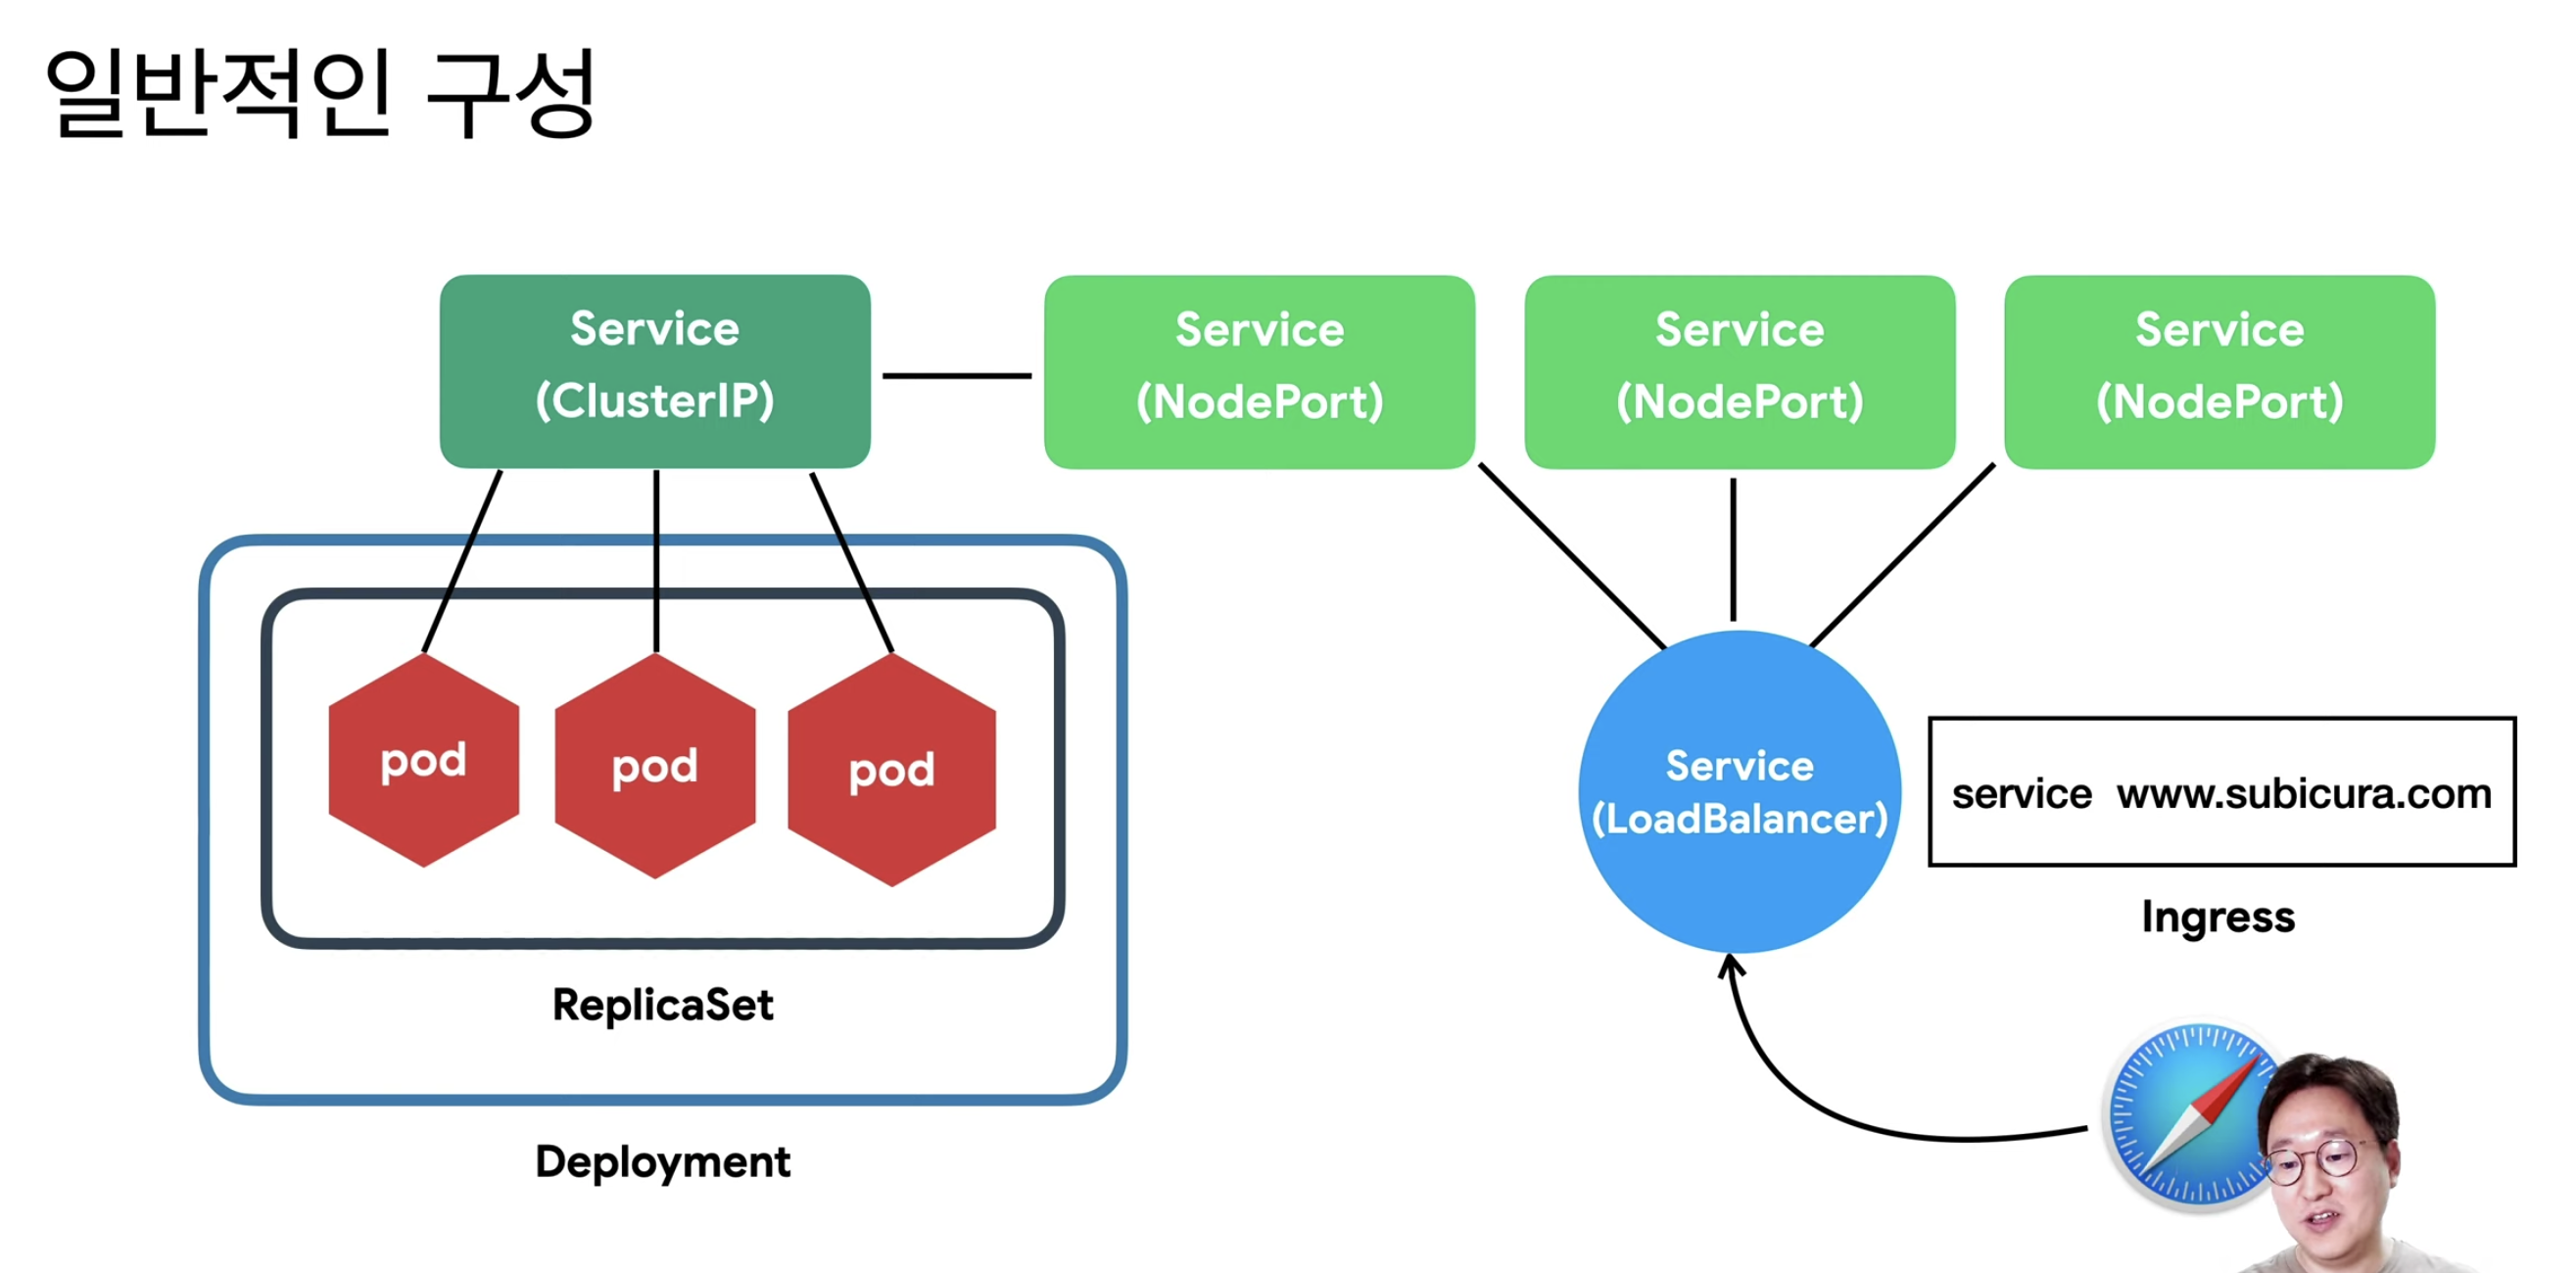 일반적인 구성
Service
(ClusterIP)
Service
(NodePort)
Service
(NodePort)
Service
(NodePort)
pod
pod
pod
ReplicaSet
Deployment
Service
(LoadBalancer)
service www.subicura.com
Ingress